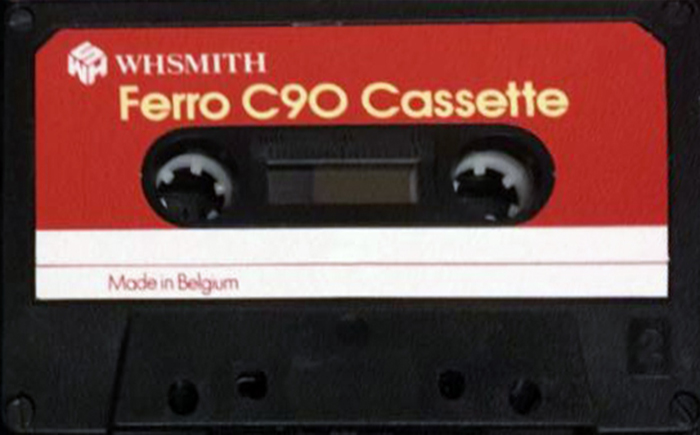 WHSMITH
Ferro C90 Cassette
Made in Belgium
2